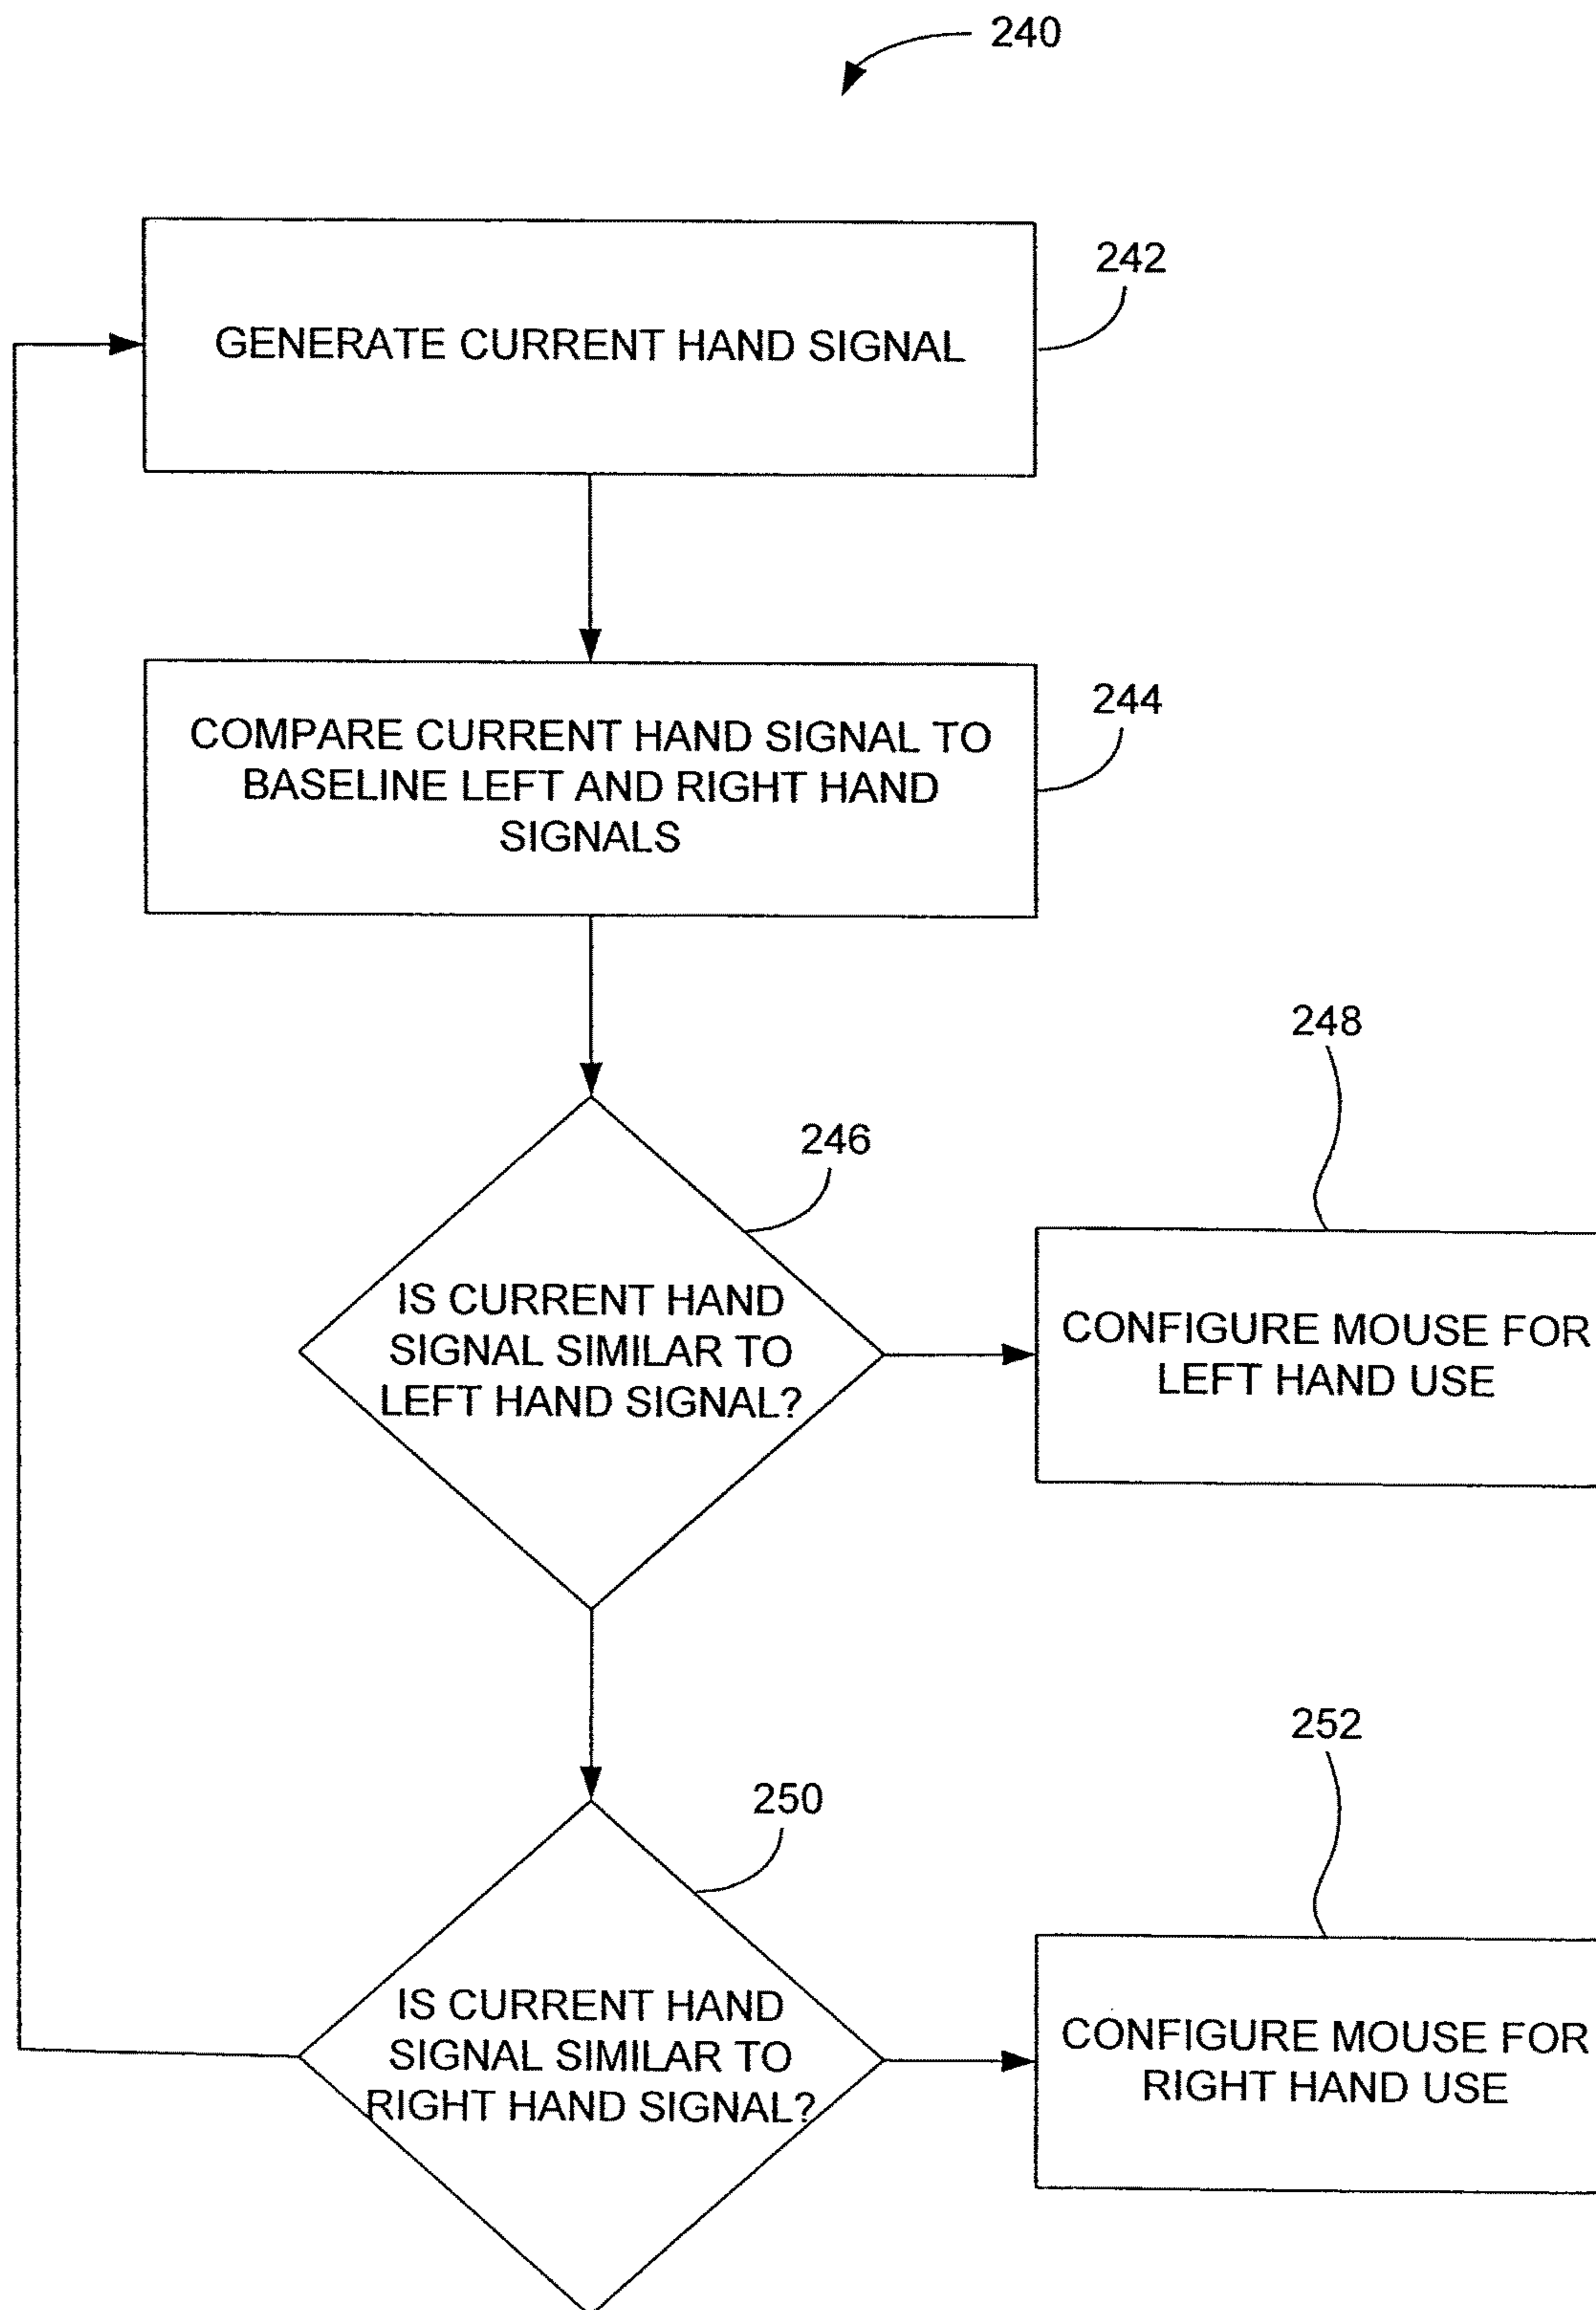 240
242
GENERATE CURRENT HAND SIGNAL
244
COMPARE CURRENT HAND SIGNAL TO
BASELINE LEFT AND RIGHT HAND
SIGNALS
246
IS CURRENT HAND
SIGNAL SIMILAR TO
LEFT HAND SIGNAL?
248
CONFIGURE MOUSE FOR
LEFT HAND USE
250
IS CURRENT HAND
SIGNAL SIMILAR TO
RIGHT HAND SIGNAL?
252
CONFIGURE MOUSE FOR
RIGHT HAND USE